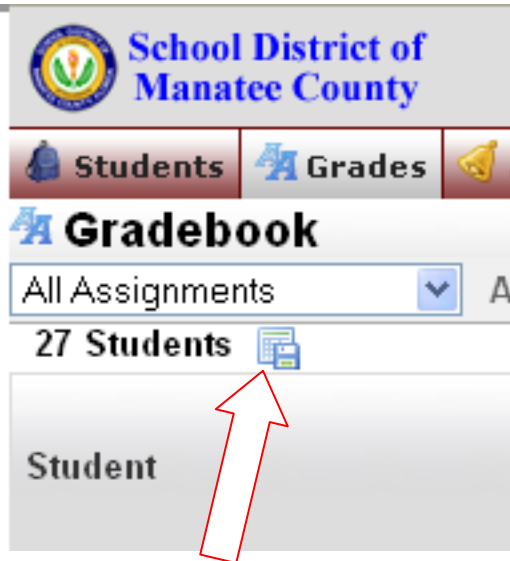 School District of
Manatee County
Students Grades
Gradebook
All Assignments A
27 Students
Student